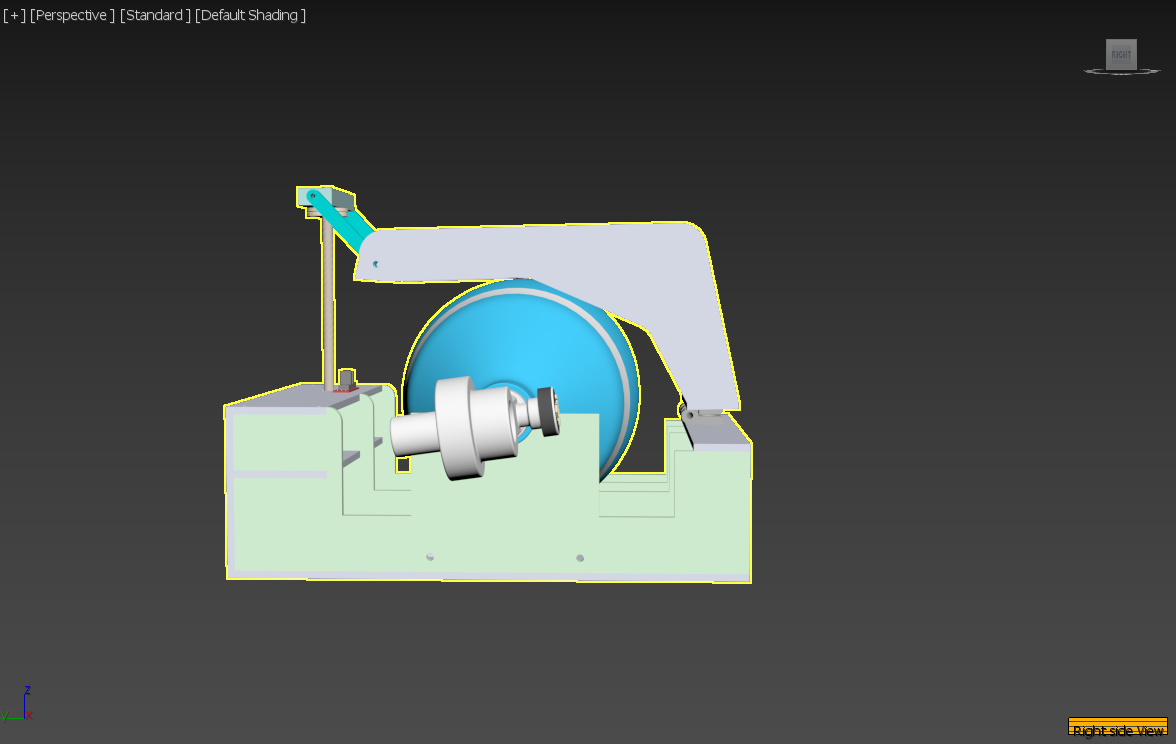 [+] [Perspective ] [Standard ] [Default Shading ]
RIGHT
z
y x
Right side View